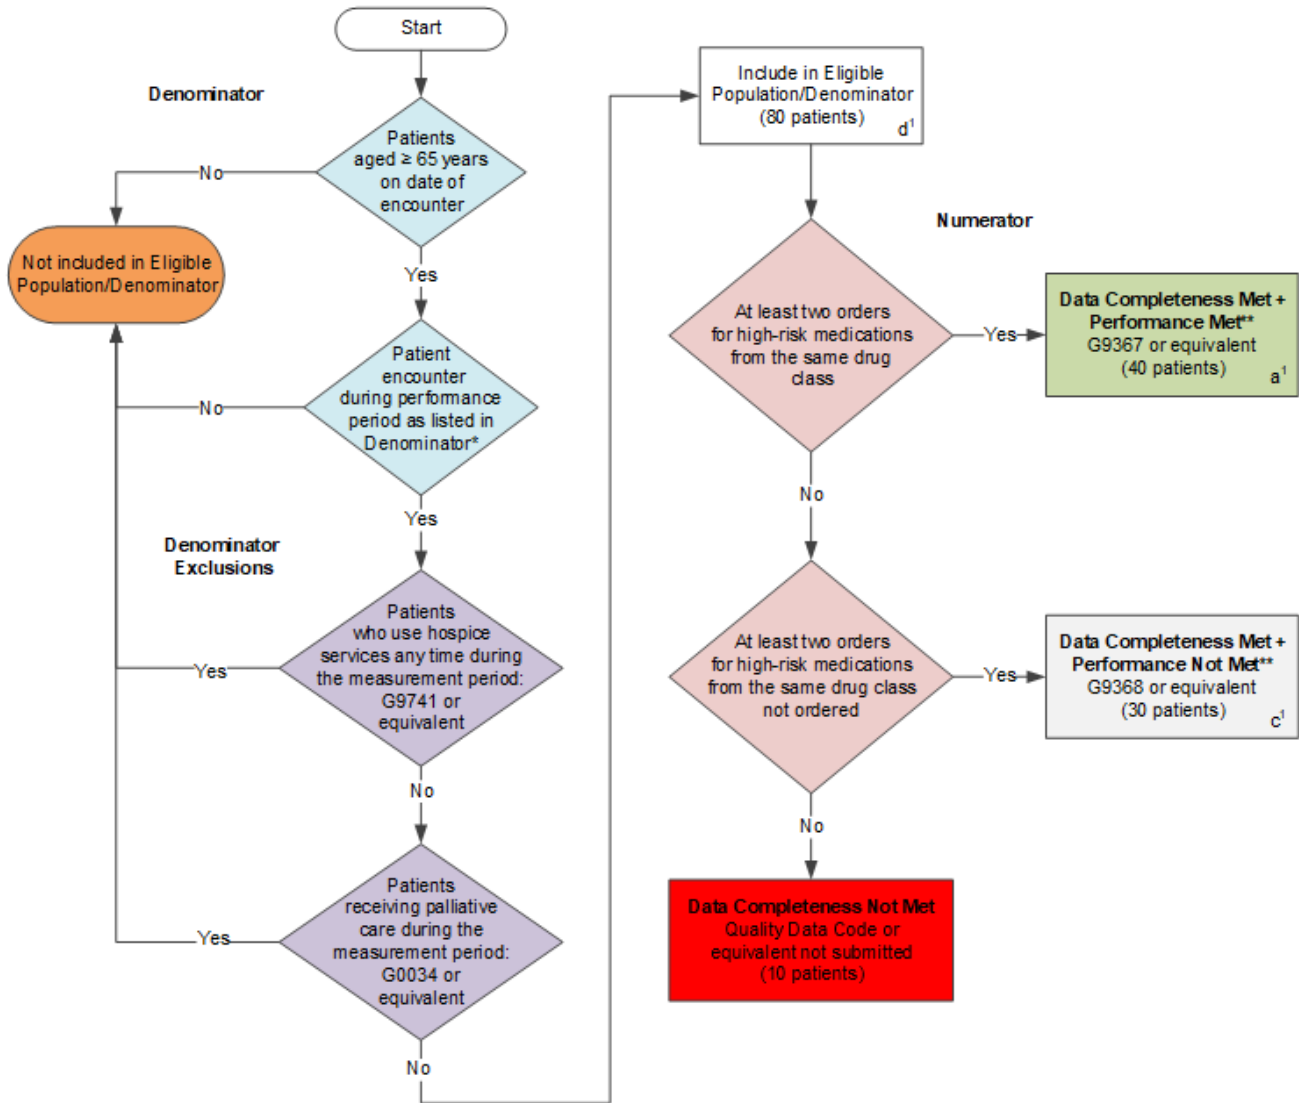 Start
Denominator
Patients
aged ≥ 65 years
on date of
encounter
No
Yes
Not included in Eligible
Population/Denominator
Patient
encounter
during performance
period as listed in
Denominator*
No
Yes
Denominator
Exclusions
Patients
who use hospice
services any time during
the measurement period:
G9741 or
equivalent
Yes
No
Patients
receiving palliative
care during the
measurement period:
G0034 or
equivalent
Yes
No
Include in Eligible
Population/Denominator
(80 patients)
d¹
Numerator
At least two orders
for high-risk medications
from the same drug
class
Yes
Data Completeness Met +
Performance Met**
G9367 or equivalent
(40 patients)
a¹
No
At least two orders
for high-risk medications
from the same drug class
not ordered
Yes
Data Completeness Met +
Performance Not Met**
G9368 or equivalent
(30 patients)
c¹
No
Data Completeness Not Met
Quality Data Code or
equivalent not submitted
(10 patients)